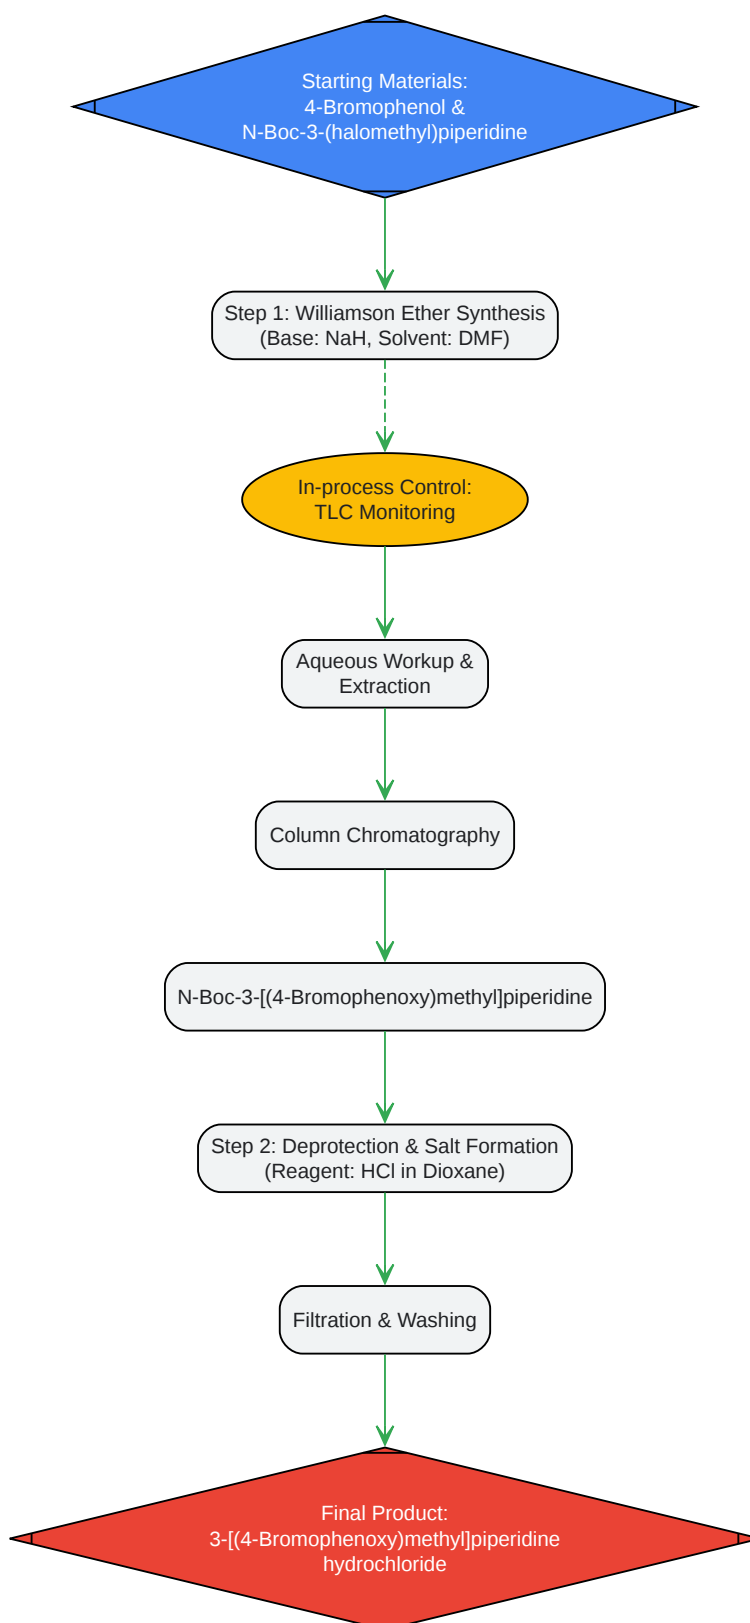 Starting Materials:
4-Bromophenol &
N-Boc-3-(halomethyl)piperidine
Step 1: Williamson Ether Synthesis
(Base: NaH, Solvent: DMF)
In-process Control:
TLC Monitoring
Aqueous Workup &
Extraction
Column Chromatography
N-Boc-3-[(4-Bromophenoxy)methyl]piperidine
Step 2: Deprotection & Salt Formation
(Reagent: HCl in Dioxane)
Filtration & Washing
Final Product:
3-[(4-Bromophenoxy)methyl]piperidine
hydrochloride